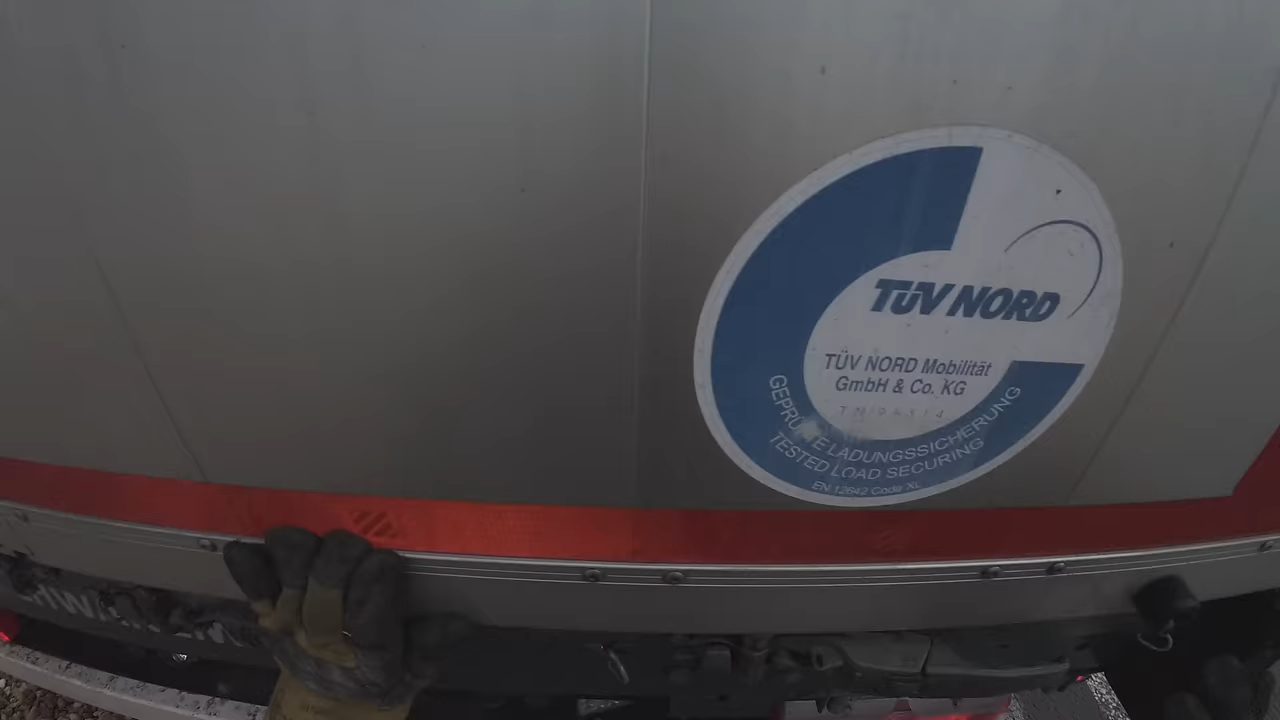 TÜV NORD
TÜV NORD Mobilität
GmbH & Co. KG
GEPRÜFTE LADUNGSSICHERUNG
TESTED LOAD SECURING
EN 12642 Code XL